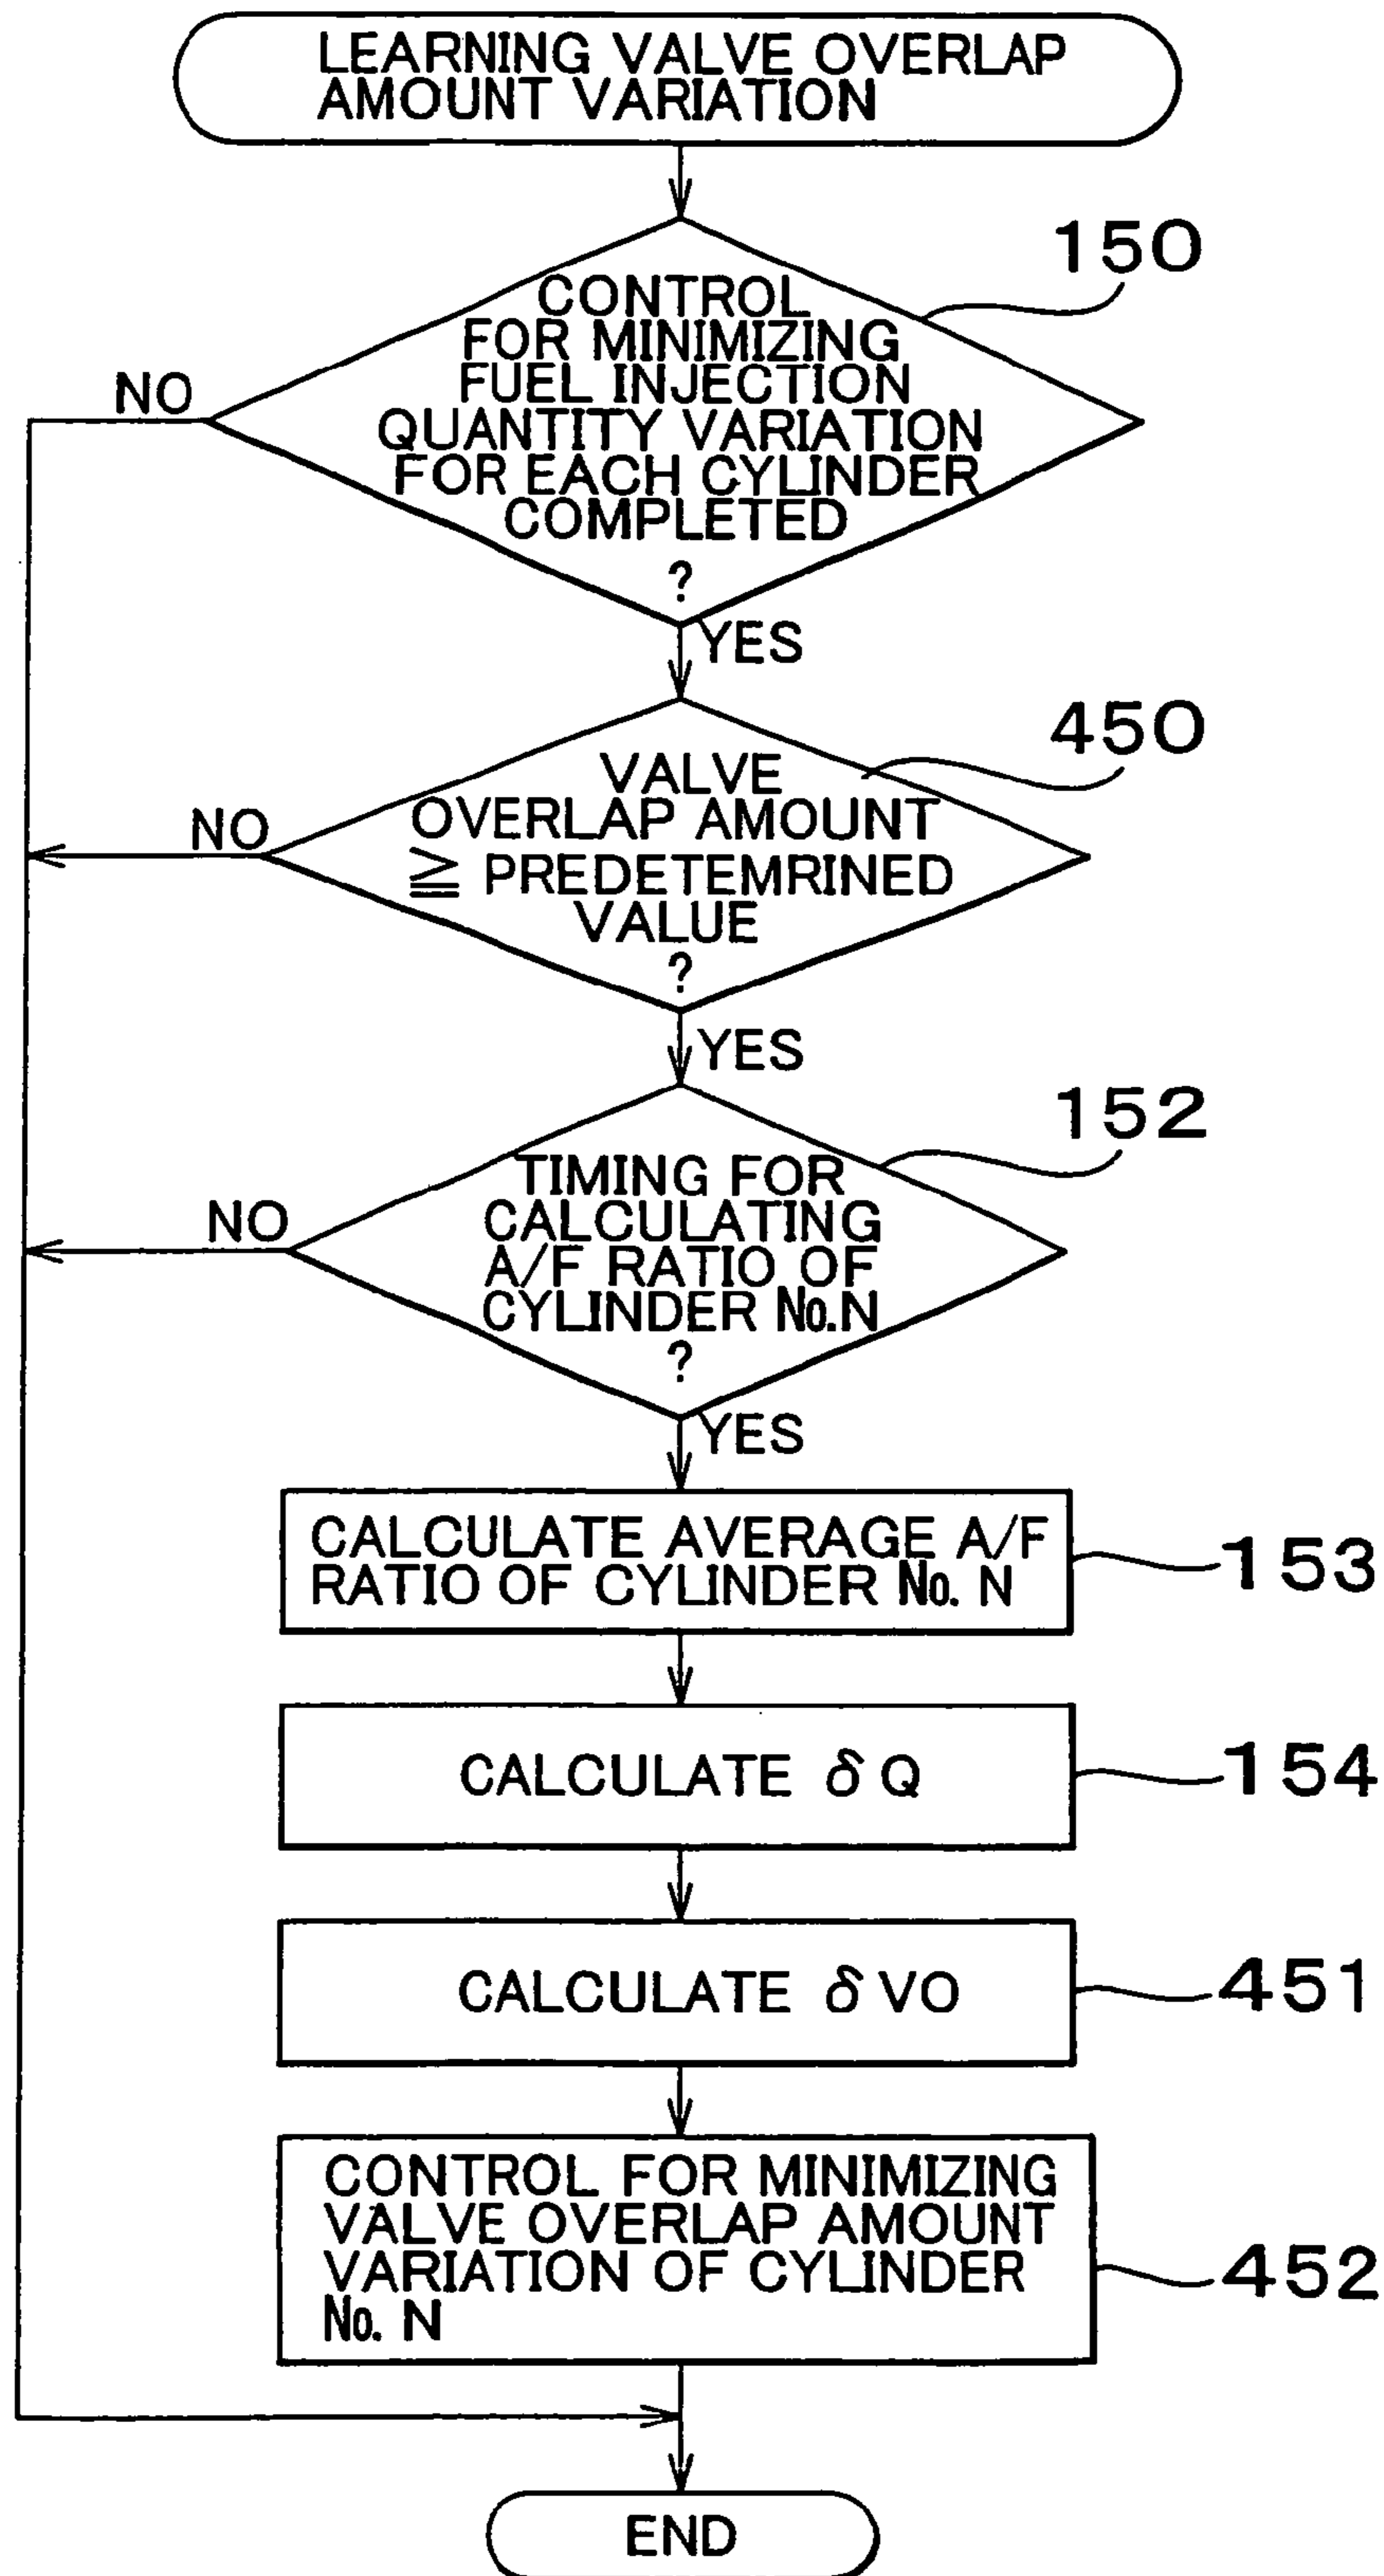 LEARNING VALVE OVERLAP
AMOUNT VARIATION
150
CONTROL
FOR MINIMIZING
FUEL INJECTION
QUANTITY VARIATION
FOR EACH CYLINDER
COMPLETED
?
NO
YES
450
VALVE
OVERLAP AMOUNT
≧ PREDETEMRINED
VALUE
?
NO
YES
152
TIMING FOR
CALCULATING
A/F RATIO OF
CYLINDER No.N
?
NO
YES
CALCULATE AVERAGE A/F
RATIO OF CYLINDER No. N
153
CALCULATE δ Q
154
CALCULATE δ VO
451
CONTROL FOR MINIMIZING
VALVE OVERLAP AMOUNT
VARIATION OF CYLINDER
No. N
452
END